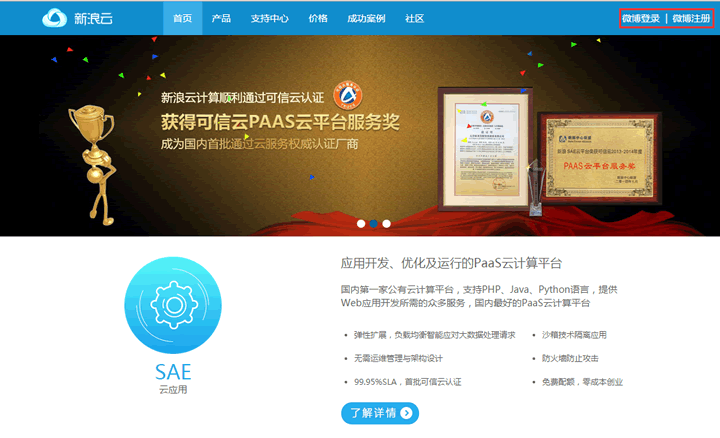 新浪云
首页 产品 支持中心 价格 成功案例 社区
微博登录 | 微博注册
新浪云计算顺利通过可信云认证
获得可信云PAAS云平台服务奖
成为国内首批通过云服务权威认证厂商
PAAS云平台服务奖
应用开发、优化及运行的PaaS云计算平台
国内第一家公有云计算平台，支持PHP、Java、Python语言，提供
Web应用开发所需的众多服务，国内最好的PaaS云计算平台
弹性扩展，负载均衡智能应对大数据处理请求
沙箱技术隔离应用
无需运维管理与架构设计
防火墙防止攻击
99.95%SLA，首批可信云认证
免费配额，零成本创业
SAE
云应用
了解详情